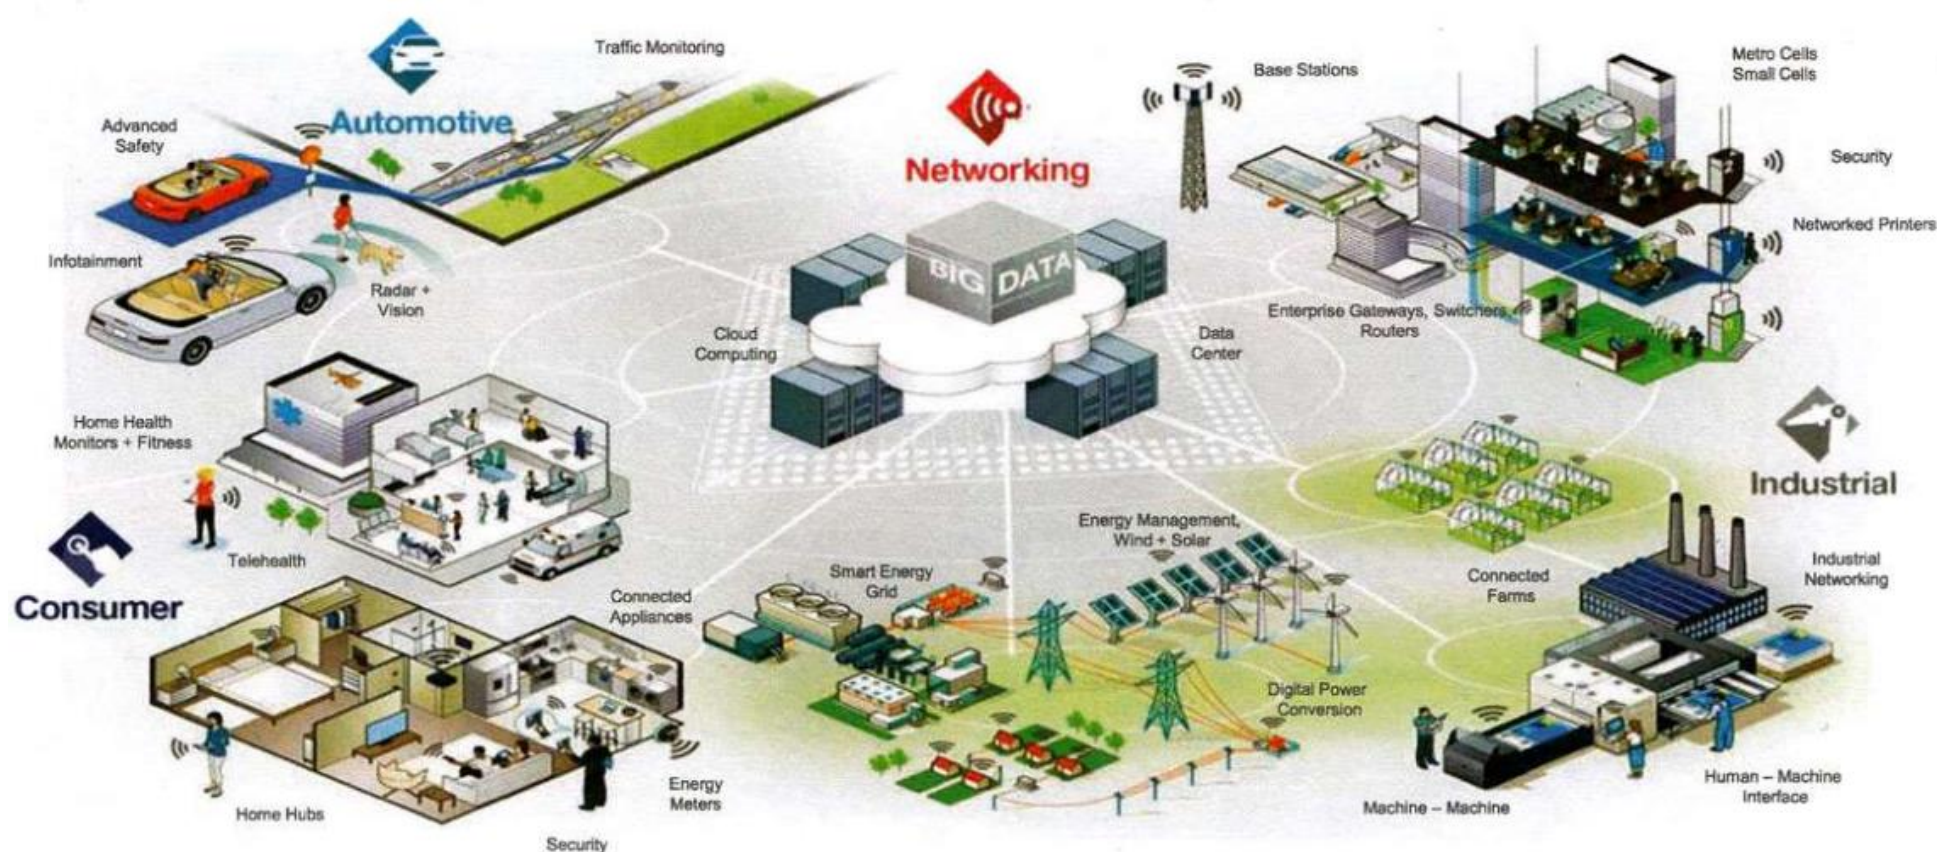 Traffic Monitoring
Automotive
Advanced
Safety
Infotainment
Radar +
Vision
Networking
Base Stations
Metro Cells
Small Cells
Security
Networked Printers
Enterprise Gateways, Switchers
Routers
BIG DATA
Cloud
Computing
Data
Center
Home Health
Monitors + Fitness
Telehealth
Consumer
Connected
Appliances
Home Hubs
Security
Energy
Meters
Smart Energy
Grid
Energy Management,
Wind + Solar
Digital Power
Conversion
Connected
Farms
Industrial
Industrial
Networking
Machine – Machine
Human – Machine
Interface